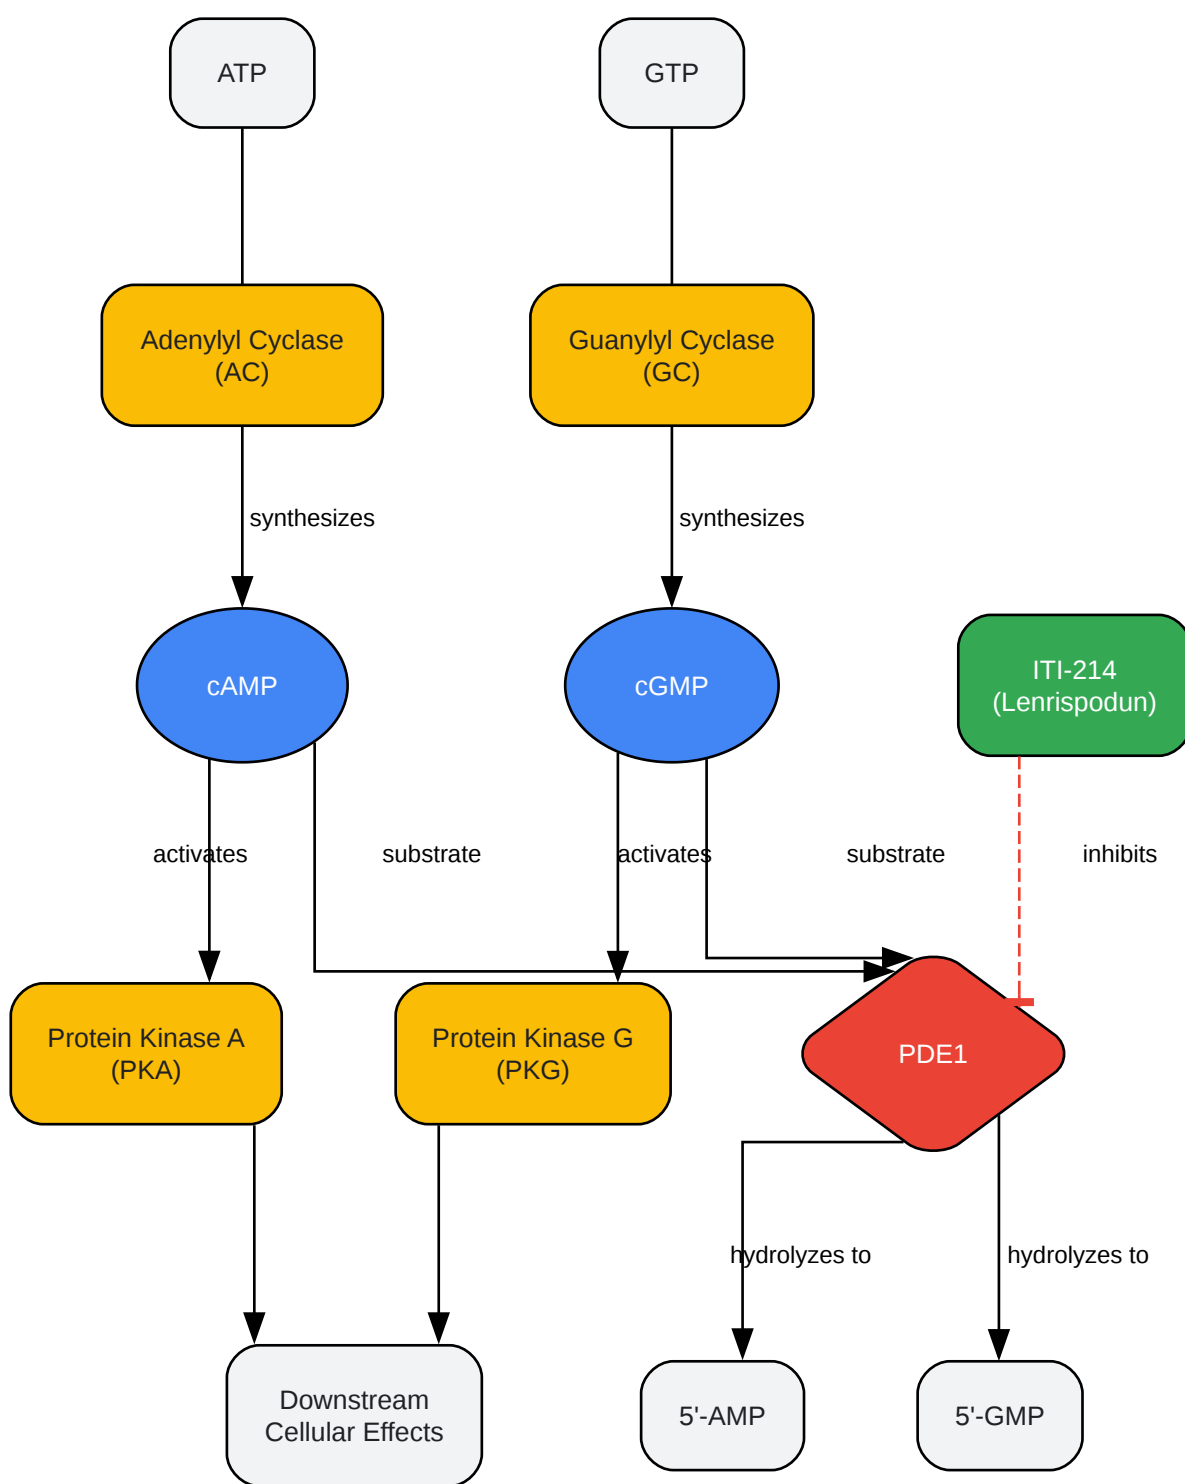 ATP
GTP
Adenylyl Cyclase
(AC)
Guanylyl Cyclase
(GC)
synthesizes
synthesizes
cAMP
cGMP
ITI-214
(Lenrispodun)
activates
substrate
activates
substrate
inhibits
Protein Kinase A
(PKA)
Protein Kinase G
(PKG)
PDE1
hydrolyzes to
hydrolyzes to
Downstream
Cellular Effects
5'-AMP
5'-GMP